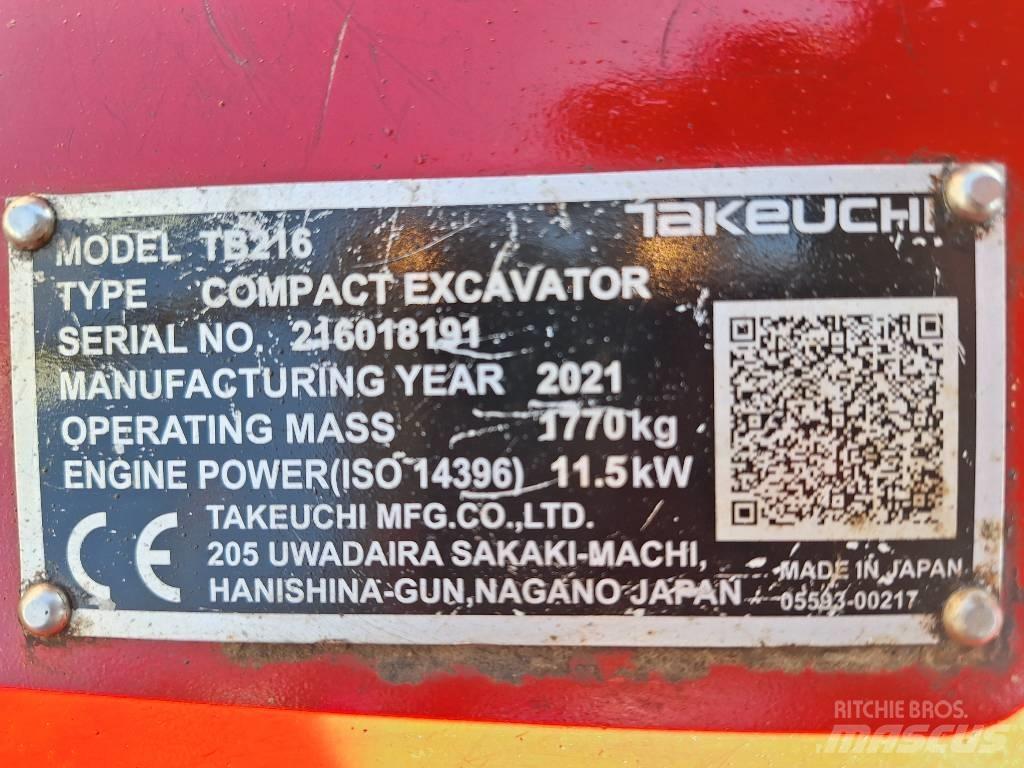 TAKEUCHI
MODEL TB216
TYPE COMPACT EXCAVATOR
SERIAL NO. 216018191
MANUFACTURING YEAR 2021
OPERATING MASS 1770kg
ENGINE POWER(ISO 14396) 11.5kW
CE
TAKEUCHI MFG.CO.,LTD.
205 UWADAIRA SAKAKI-MACHI,
HANISHINA-GUN,NAGANO JAPAN
MADE IN JAPAN
05593-00217
RITCHIE BROS.
MASCUS